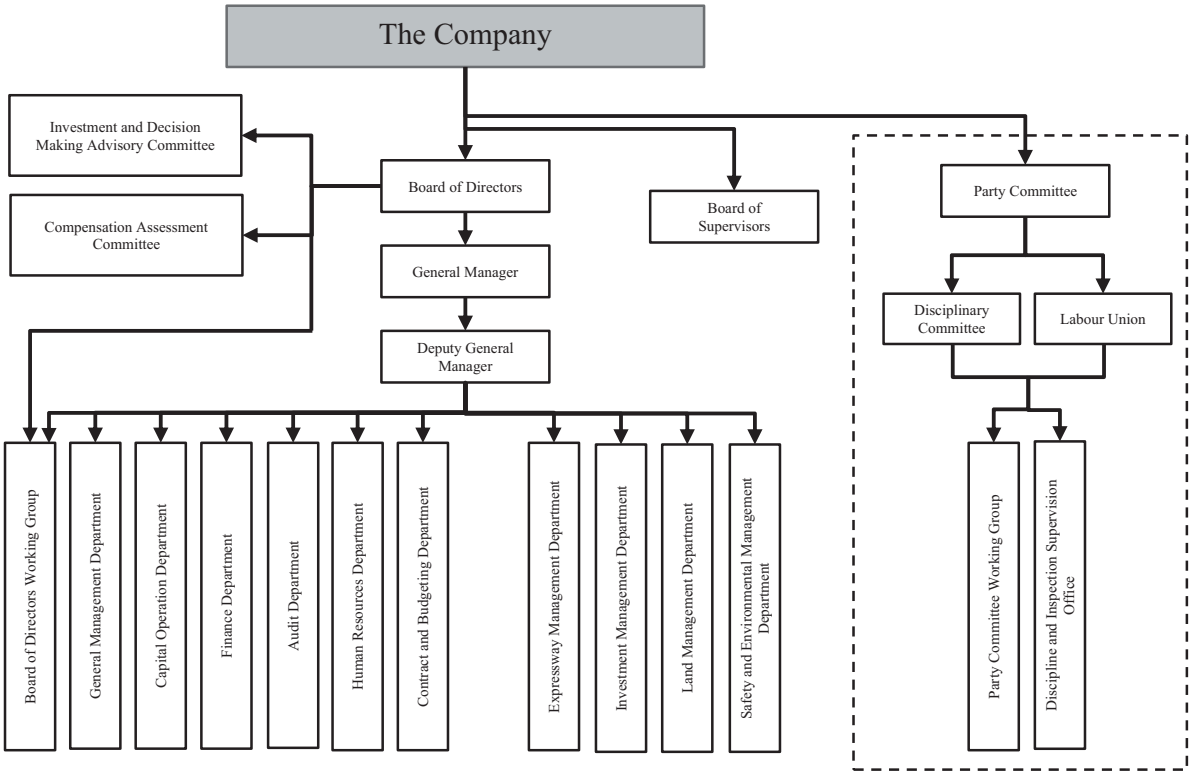 The Company
Investment and Decision
Making Advisory Committee
Board of Directors
Board of
Supervisors
Party Committee
Compensation Assessment
Committee
General Manager
Disciplinary
Committee
Labour Union
Deputy General
Manager
Board of Directors Working Group
General Management Department
Capital Operation Department
Finance Department
Audit Department
Human Resources Department
Contract and Budgeting Department
Expressway Management Department
Investment Management Department
Land Management Department
Safety and Environmental Management
Department
Party Committee Working Group
Discipline and Inspection Supervision
Office